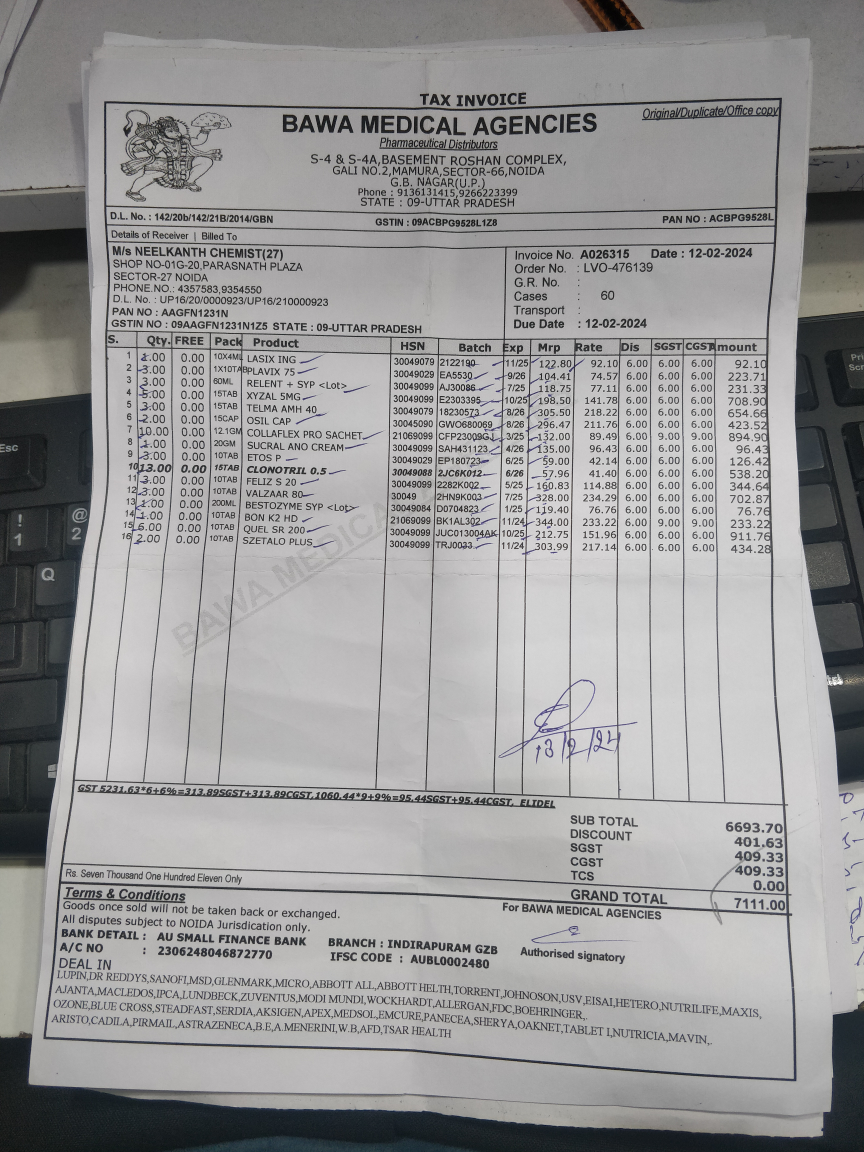 TAX INVOICE
Original/Duplicate/Office copy
BAWA MEDICAL AGENCIES
Pharmaceutical Distributors
S-4 & S-4A,BASEMENT ROSHAN COMPLEX,
GALI NO.2,MAMURA,SECTOR-66,NOIDA
G.B. NAGAR(U.P.)
Phone : 9136131415,9266223399
STATE : 09-UTTAR PRADESH
D.L. No. : 142/20b/142/21B/2014/GBN GSTIN : 09ACBPG9528L1Z8 PAN NO : ACBPG9528L
Details of Receiver | Billed To
M/s NEELKANTH CHEMIST(27)
SHOP NO-01G-20,PARASNATH PLAZA
SECTOR-27 NOIDA
PHONE.NO.: 4357583,9354550
D.L. No.: UP16/20/0000923/UP16/210000923
PAN NO : AAGFN1231N
GSTIN NO : 09AAGFN1231N1Z5 STATE : 09-UTTAR PRADESH
Invoice No. A026315 Date : 12-02-2024
Order No. : LVO-476139
G.R. No. :
Cases : 60
Transport :
Due Date : 12-02-2024
S. Qty. FREE Pack Product HSN Batch Exp Mrp Rate Dis SGST CGST Amount
1 1.00 0.00 10X4ML LASIX ING 30049079 2122190 11/25 122.80 92.10 6.00 6.00 6.00 92.10
2 3.00 0.00 1X10TAB PLAVIX 75 30049029 EA5530 9/26 104.41 74.57 6.00 6.00 6.00 223.71
3 3.00 0.00 60ML RELENT + SYP <Lot> 30049099 AJ30086 7/25 118.75 77.11 6.00 6.00 6.00 231.33
4 5.00 0.00 15TAB XYZAL 5MG 30049099 E2303395 10/25 198.50 141.78 6.00 6.00 6.00 708.90
5 3.00 0.00 15TAB TELMA AMH 40 30049079 18230573 8/26 305.50 218.22 6.00 6.00 6.00 654.66
6 2.00 0.00 15CAP OSIL CAP 30045090 GWO680069 8/26 296.47 211.76 6.00 6.00 6.00 423.52
7 10.00 0.00 12.1GM COLLAFLEX PRO SACHET 21069099 CFP23009G1 3/25 132.00 89.49 6.00 9.00 9.00 894.90
8 1.00 0.00 20GM SUCRAL ANO CREAM 30049099 SAH431123 4/26 135.00 96.43 6.00 6.00 6.00 96.43
9 3.00 0.00 10TAB ETOS P 30049029 EP180723 6/25 59.00 42.14 6.00 6.00 6.00 126.42
10 13.00 0.00 15TAB CLONOTRIL 0.5 30049088 2JC6K012 6/26 57.96 41.40 6.00 6.00 6.00 538.20
11 3.00 0.00 10TAB FELIZ S 20 30049099 2282K002 5/25 160.83 114.88 6.00 6.00 6.00 344.64
12 3.00 0.00 10TAB VALZAAR 80 30049 2HN9K003 7/25 328.00 234.29 6.00 6.00 6.00 702.87
13 1.00 0.00 200ML BESTOZYME SYP <Lot> 30049084 D0704823 1/25 119.40 76.76 6.00 6.00 6.00 76.76
14 1.00 0.00 10TAB BON K2 HD 21069099 BK1AL302 11/24 344.00 233.22 6.00 9.00 9.00 233.22
15 6.00 0.00 10TAB QUEL SR 200 30049099 JUC013004AK 10/25 212.75 151.96 6.00 6.00 6.00 911.76
16 2.00 0.00 10TAB SZETALO PLUS 30049099 TRJ0033 11/24 303.99 217.14 6.00 6.00 6.00 434.28
BAWA MEDICA
13/2/24
GST 5231.63*6+6%=313.89SGST+313.89CGST,1060.44*9+9%=95.44SGST+95.44CGST, ELIDEL
SUB TOTAL 6693.70
DISCOUNT 401.63
SGST 409.33
CGST 409.33
TCS 0.00
Rs. Seven Thousand One Hundred Eleven Only
GRAND TOTAL 7111.00
Terms & Conditions
Goods once sold will not be taken back or exchanged.
All disputes subject to NOIDA Jurisdication only.
For BAWA MEDICAL AGENCIES
BANK DETAIL : AU SMALL FINANCE BANK BRANCH : INDIRAPURAM GZB
A/C NO : 2306248046872770 IFSC CODE : AUBL0002480
Authorised signatory
DEAL IN
LUPIN,DR REDDYS,SANOFI,MSD,GLENMARK,MICRO,ABBOTT ALL,ABBOTT HELTH,TORRENT,JOHNOSON,USV,EISAI,HETERO,NUTRILIFE,MAXIS,
AJANTA,MACLEDOS,IPCA,LUNDBECK,ZUVENTUS,MODI MUNDI,WOCKHARDT,ALLERGAN,FDC,BOEHRINGER,.
OZONE,BLUE CROSS,STEADFAST,SERDIA,AKSIGEN,APEX,MEDSOL,EMCURE,PANECEA,SHERYA,OAKNET,TABLET I,NUTRICIA,MAVIN,.
ARISTO,CADILA,PIRMAIL,ASTRAZENECA,B.E,A.MENERINI,W.B,AFD,TSAR HEALTH
Esc
!
1
@
2
Q